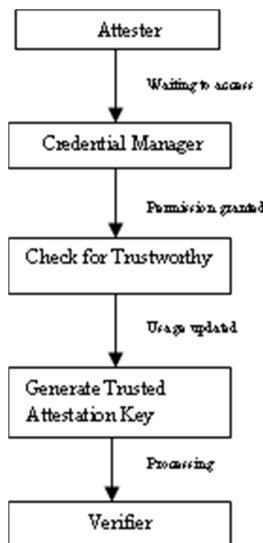 Attester
Waiting to access
Credential Manager
Permission granted
Check for Trustworthy
Usage updated
Generate Trusted
Attestation Key
Processing
Verifier